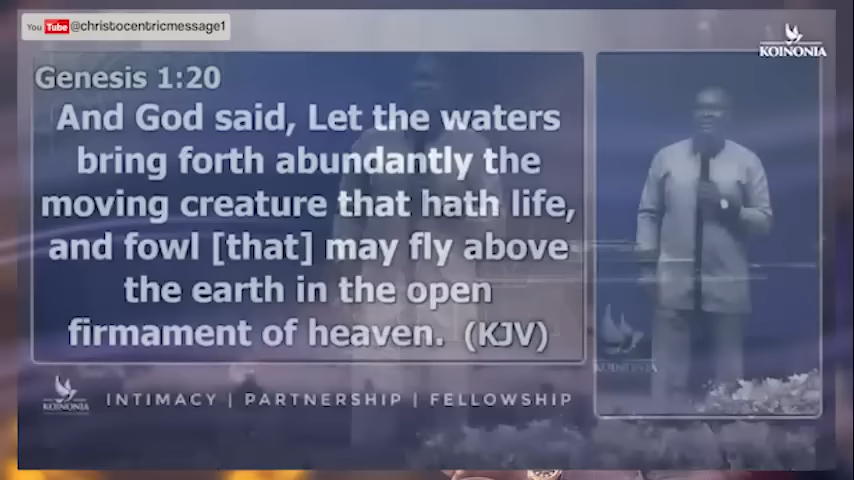 You Tube @christocentricmessage1
KOINONIA
Genesis 1:20
And God said, Let the waters
bring forth abundantly the
moving creature that hath life,
and fowl [that] may fly above
the earth in the open
firmament of heaven. (KJV)
KOINONIA
KOINONIA
INTIMACY | PARTNERSHIP | FELLOWSHIP